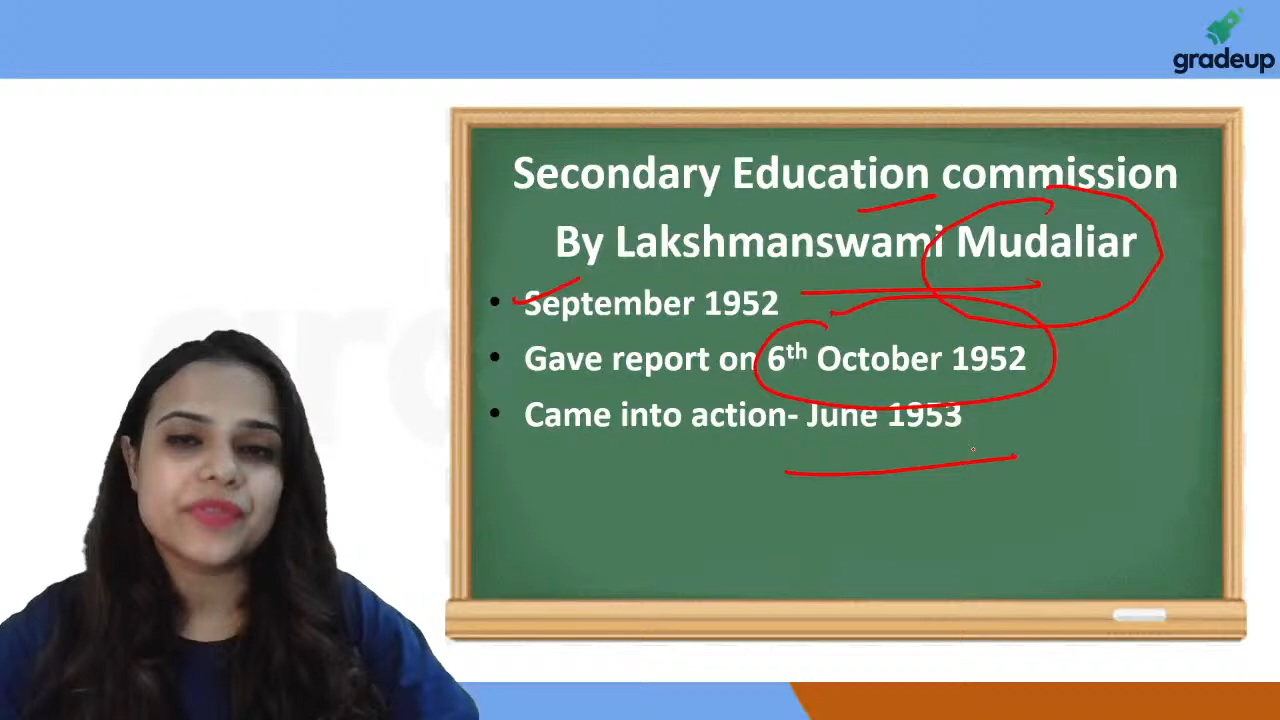 gradeup
Secondary Education commission
By Lakshmanswami Mudaliar
• September 1952
• Gave report on 6th October 1952
• Came into action- June 1953